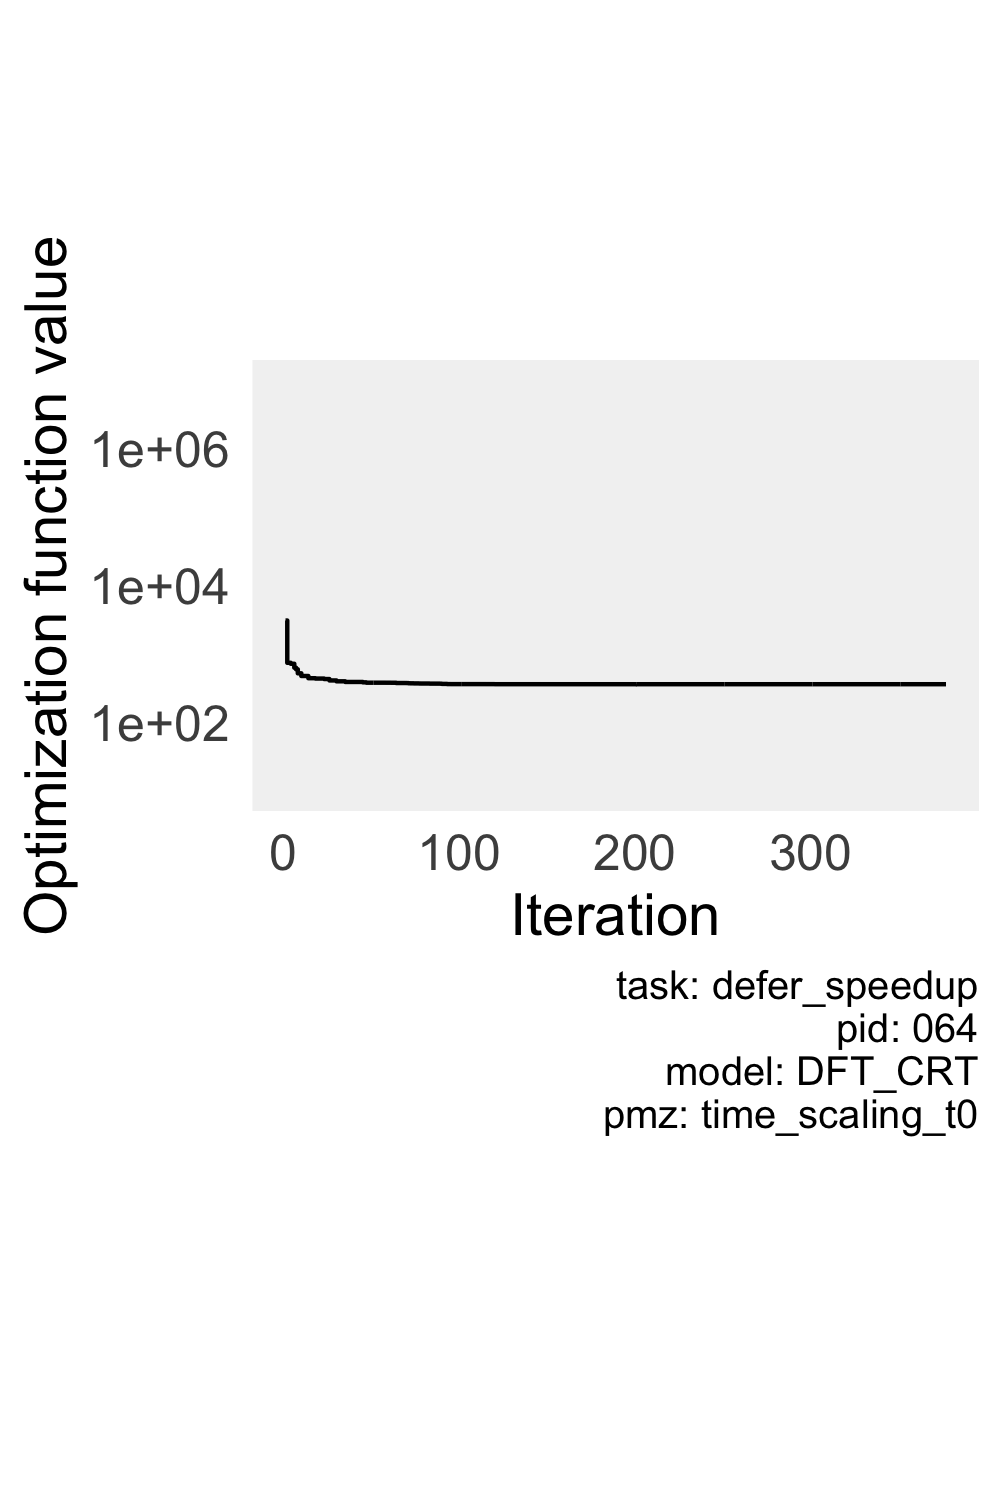 Optimization function value
1e+06
1e+04
1e+02
0 100 200 300
Iteration
task: defer_speedup
pid: 064
model: DFT_CRT
pmz: time_scaling_t0